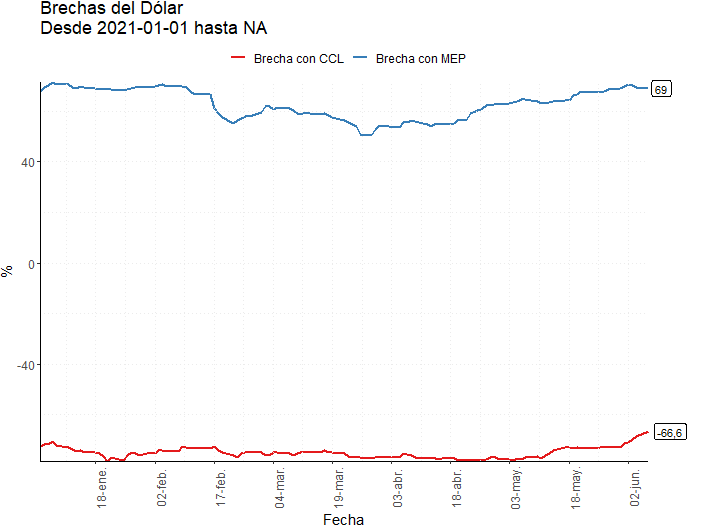 Brechas del Dólar
Desde 2021-01-01 hasta NA
Brecha con CCL
Brecha con MEP
%
40
0
-40
69
-66,6
18-ene.
02-feb.
17-feb.
04-mar.
19-mar.
03-abr.
18-abr.
03-may.
18-may.
02-jun.
Fecha